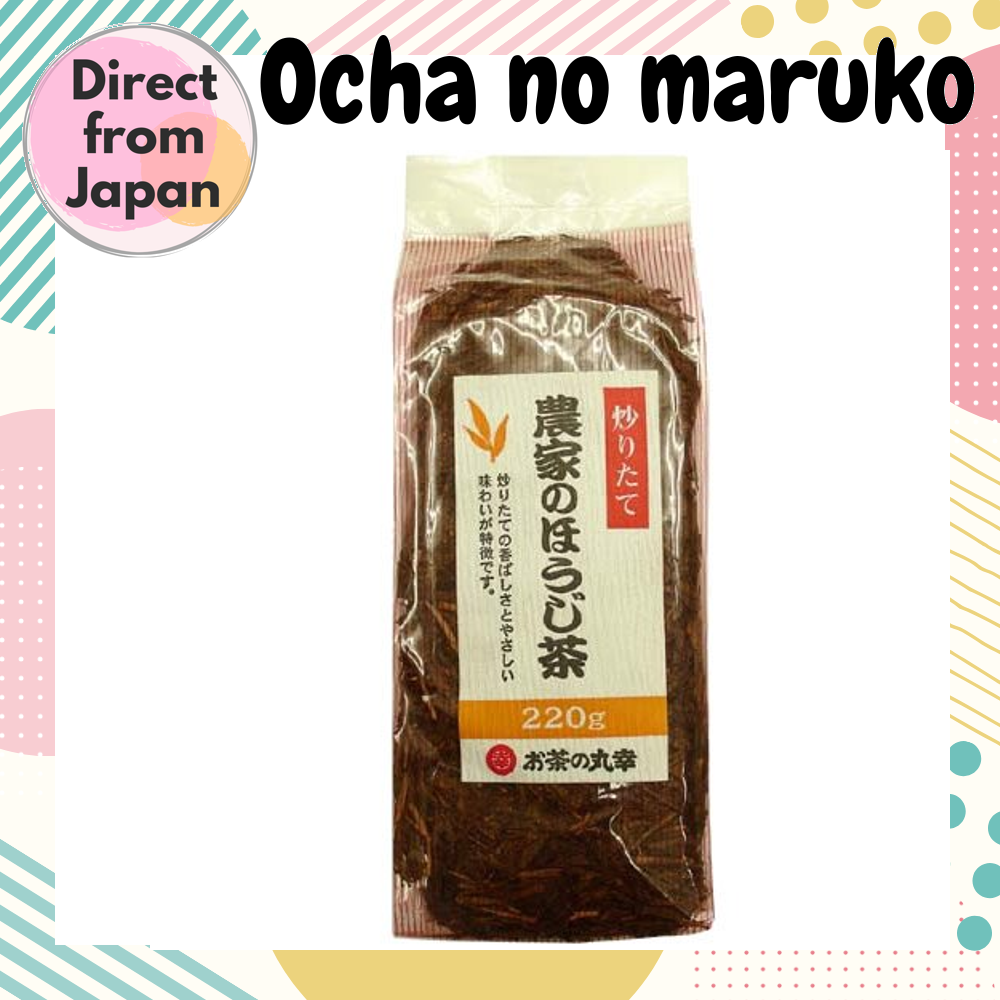 Direct
from
Japan
Ocha no maruko
炒りたて
農家のほうじ茶
炒りたての香ばしさとやさしい
味わいが特徴です。
220g
お茶の丸幸